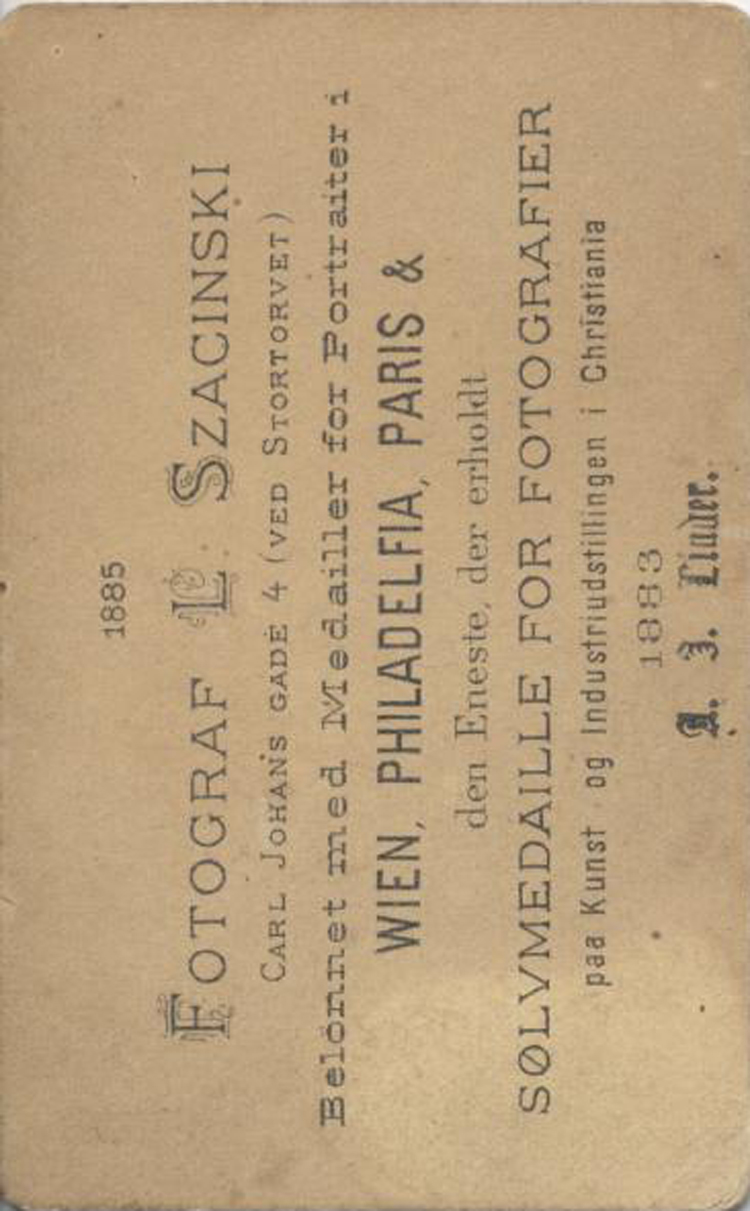 1885
FOTOGRAF L. SZACINSKI
CARL JOHANS GADE 4 (VED STORTORVET)
Belönnet med Medailler for Portraiter i
WIEN, PHILADELFIA, PARIS &
den Eneste, der erholdt
SØLVMEDAILLE FOR FOTOGRAFIER
paa Kunst og Industriudstillingen i Christiania
1883